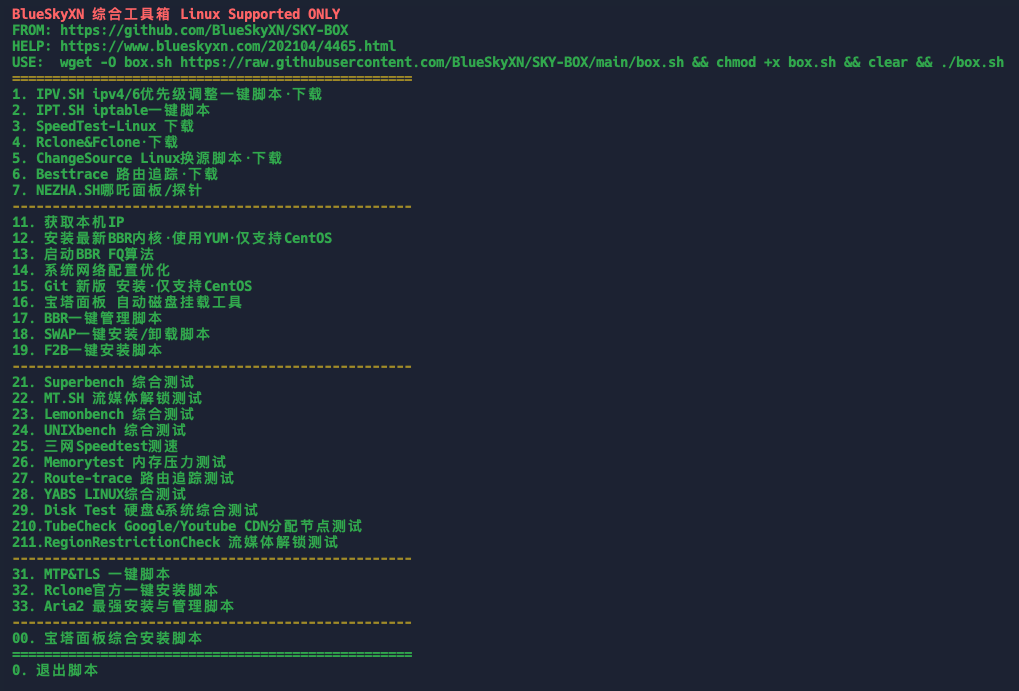 BlueSkyXN 综合工具箱 Linux Supported ONLY
FROM: https://github.com/BlueSkyXN/SKY-BOX
HELP: https://www.blueskyxn.com/202104/4465.html
USE:  wget -O box.sh https://raw.githubusercontent.com/BlueSkyXN/SKY-BOX/main/box.sh && chmod +x box.sh && clear && ./box.sh
==================================================
1. IPV.SH ipv4/6优先级调整一键脚本·下载
2. IPT.SH iptable一键脚本
3. SpeedTest-Linux 下载
4. Rclone&Fclone·下载
5. ChangeSource Linux换源脚本·下载
6. Besttrace 路由追踪·下载
7. NEZHA.SH哪吒面板/探针
--------------------------------------------------
11. 获取本机IP
12. 安装最新BBR内核·使用YUM·仅支持CentOS
13. 启动BBR FQ算法
14. 系统网络配置优化
15. Git 新版 安装·仅支持CentOS
16. 宝塔面板 自动磁盘挂载工具
17. BBR一键管理脚本
18. SWAP一键安装/卸载脚本
19. F2B一键安装脚本
--------------------------------------------------
21. Superbench 综合测试
22. MT.SH 流媒体解锁测试
23. Lemonbench 综合测试
24. UNIXbench 综合测试
25. 三网Speedtest测速
26. Memorytest 内存压力测试
27. Route-trace 路由追踪测试
28. YABS LINUX综合测试
29. Disk Test 硬盘&系统综合测试
210.TubeCheck Google/Youtube CDN分配节点测试
211.RegionRestrictionCheck 流媒体解锁测试
--------------------------------------------------
31. MTP&TLS 一键脚本
32. Rclone官方一键安装脚本
33. Aria2 最强安装与管理脚本
--------------------------------------------------
00. 宝塔面板综合安装脚本
==================================================
0. 退出脚本